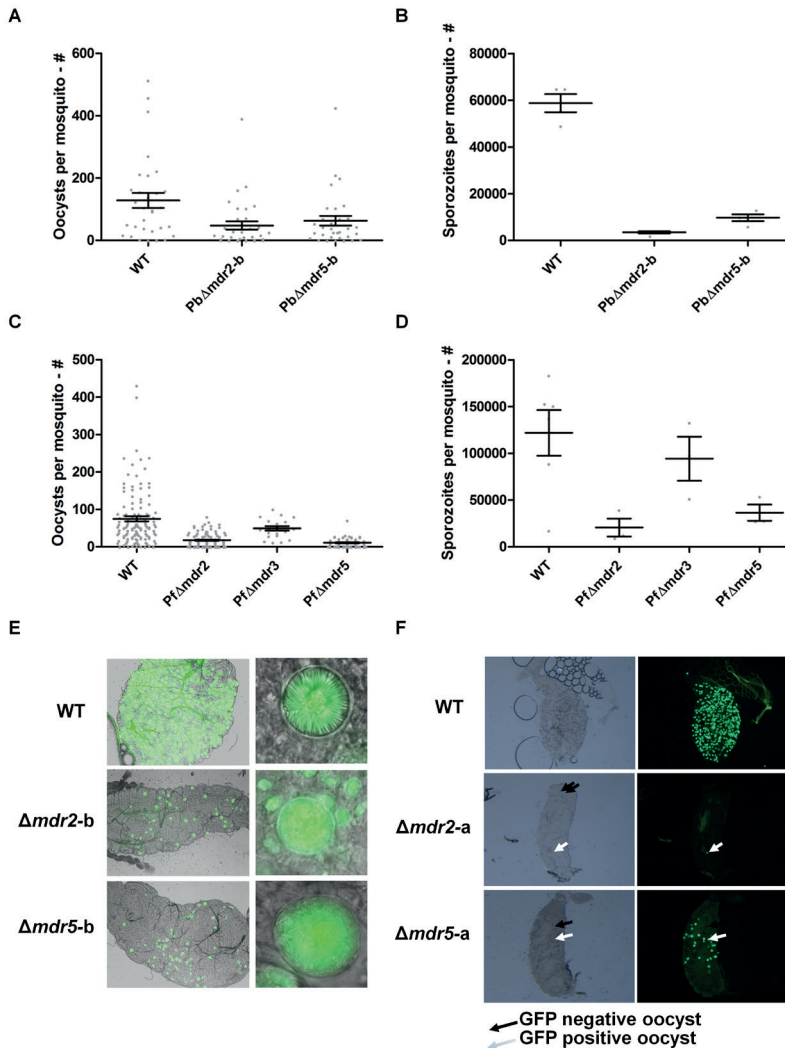 A
B
Oocysts per mosquito - #
600
400
200
0
WT
PbΔmdr2-b
PbΔmdr5-b
Sporozoites per mosquito - #
80000
60000
40000
20000
0
WT
PbΔmdr2-b
PbΔmdr5-b
C
D
Oocysts per mosquito - #
500
400
300
200
100
0
WT
PfΔmdr2
PfΔmdr3
PfΔmdr5
Sporozoites per mosquito - #
200000
150000
100000
50000
0
WT
PfΔmdr2
PfΔmdr3
PfΔmdr5
E
F
WT
Δmdr2-b
Δmdr5-b
WT
Δmdr2-a
Δmdr5-a
GFP negative oocyst
GFP positive oocyst